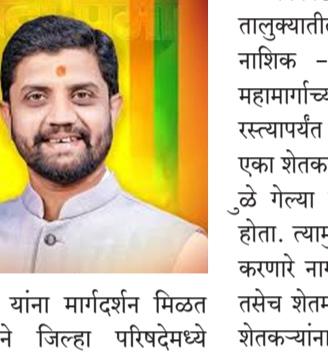 यांना मार्गदर्शन मिळत
ने जिल्हा परिषदेमध्ये
तालुक्यातील
नाशिक –
महामार्गाच्य
रस्त्यापर्यंत
एका शेतक
ुळे गेल्या
होता. त्यामु
करणारे नाग
तसेच शेतम
शेतकऱ्यांना